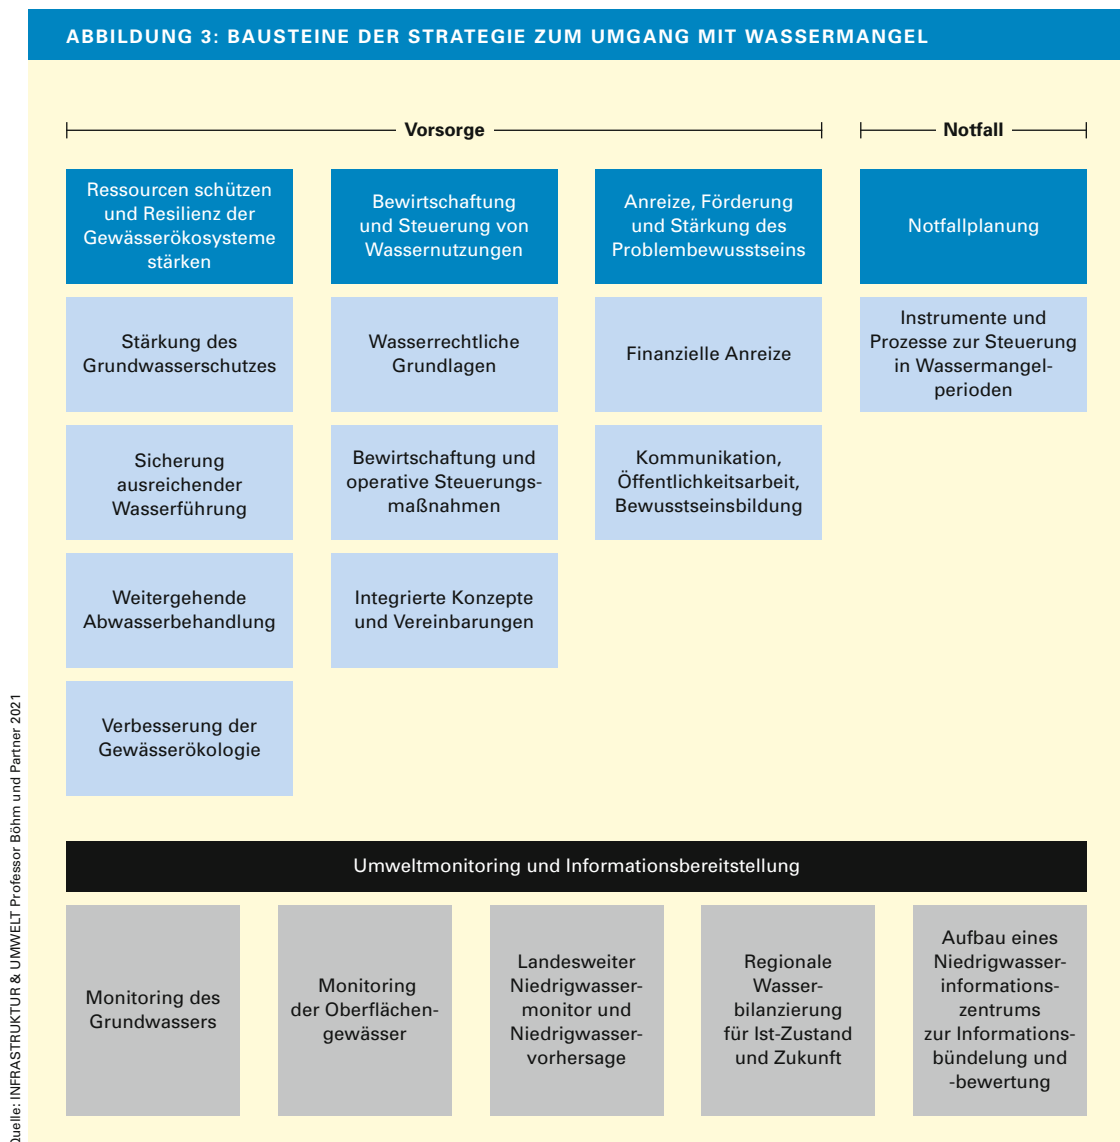 ABBILDUNG 3: BAUSTEINE DER STRATEGIE ZUM UMGANG MIT WASSERMANGEL
Vorsorge
Notfall
Ressourcen schützen
und Resilienz der
Gewässerökosysteme
stärken
Bewirtschaftung
und Steuerung von
Wassernutzungen
Anreize, Förderung
und Stärkung des
Problembewusstseins
Notfallplanung
Stärkung des
Grundwasserschutzes
Wasserrechtliche
Grundlagen
Finanzielle Anreize
Instrumente und
Prozesse zur Steuerung
in Wassermangel-
perioden
Sicherung
ausreichender
Wasserführung
Bewirtschaftung und
operative Steuerungs-
maßnahmen
Kommunikation,
Öffentlichkeitsarbeit,
Bewusstseinsbildung
Weitergehende
Abwasserbehandlung
Integrierte Konzepte
und Vereinbarungen
Verbesserung der
Gewässerökologie
Umweltmonitoring und Informationsbereitstellung
Monitoring des
Grundwassers
Monitoring
der Oberflächen-
gewässer
Landesweiter
Niedrigwasser-
monitor und
Niedrigwasser-
vorhersage
Regionale
Wasser-
bilanzierung
für Ist-Zustand
und Zukunft
Aufbau eines
Niedrigwasser-
informations-
zentrums
zur Informations-
bündelung und
-bewertung
Quelle: INFRASTRUKTUR & UMWELT Professor Böhm und Partner 2021